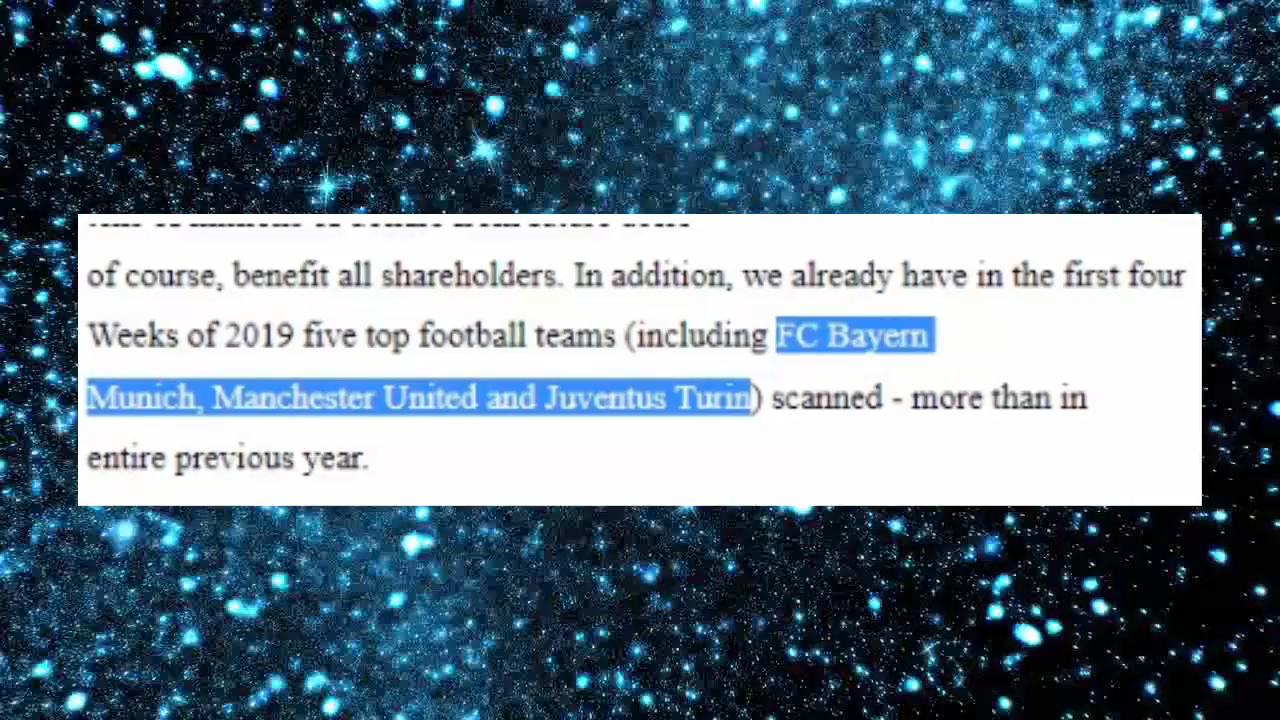 of course, benefit all shareholders. In addition, we already have in the first four
Weeks of 2019 five top football teams (including FC Bayern
Munich, Manchester United and Juventus Turin) scanned - more than in
entire previous year.